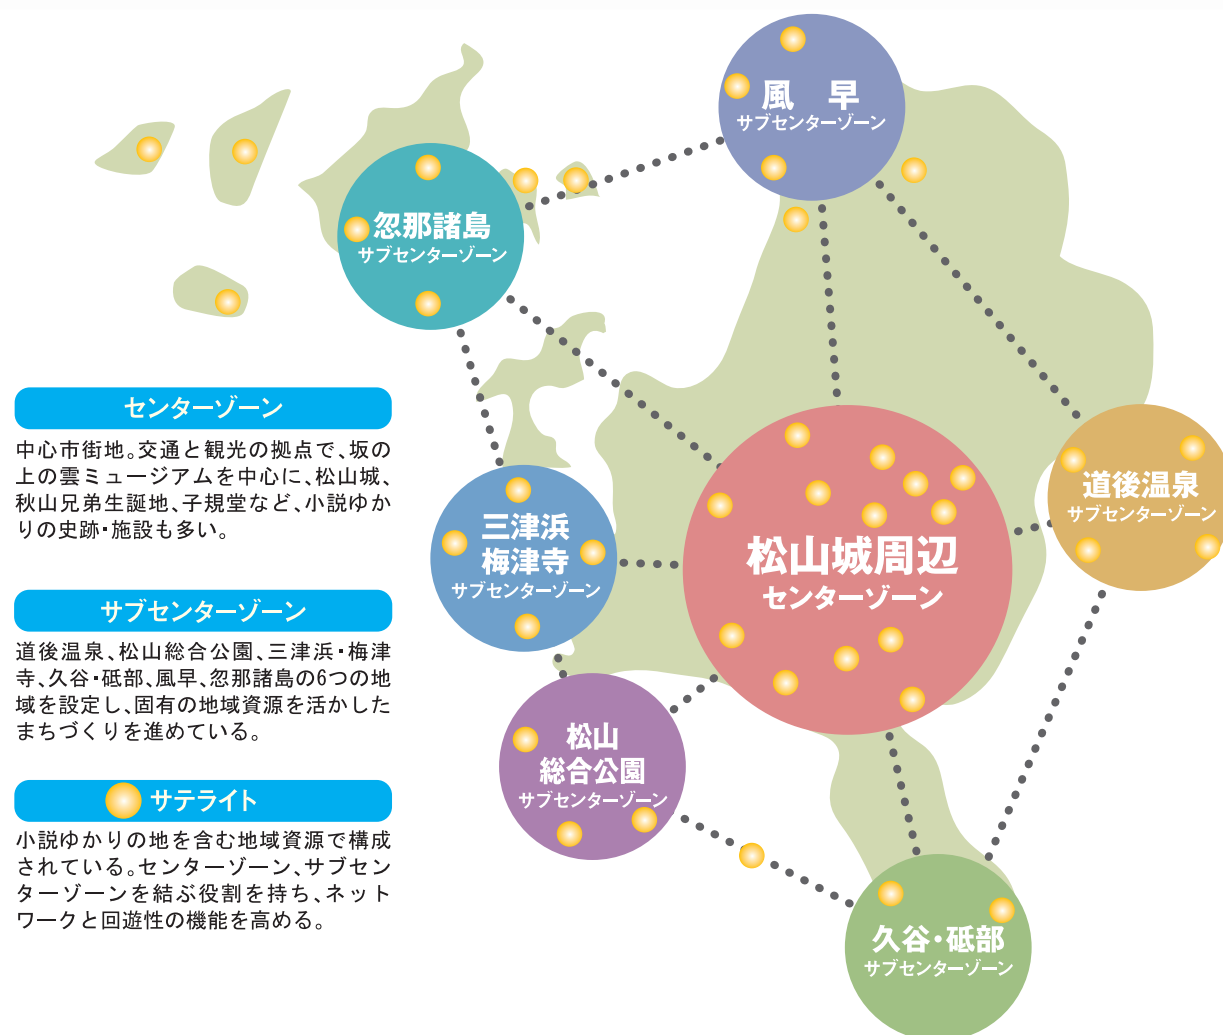 風　早
サブセンターゾーン
忽那諸島
サブセンターゾーン
センターゾーン
中心市街地。交通と観光の拠点で、坂の
上の雲ミュージアムを中心に、松山城、
秋山兄弟生誕地、子規堂など、小説ゆか
りの史跡・施設も多い。
道後温泉
サブセンターゾーン
三津浜
梅津寺
サブセンターゾーン
松山城周辺
センターゾーン
サブセンターゾーン
道後温泉、松山総合公園、三津浜・梅津
寺、久谷・砥部、風早、忽那諸島の6つの地
域を設定し、固有の地域資源を活かした
まちづくりを進めている。
松山
総合公園
サブセンターゾーン
サテライト
小説ゆかりの地を含む地域資源で構成
されている。センターゾーン、サブセン
ターゾーンを結ぶ役割を持ち、ネット
ワークと回遊性の機能を高める。
久谷・砥部
サブセンターゾーン